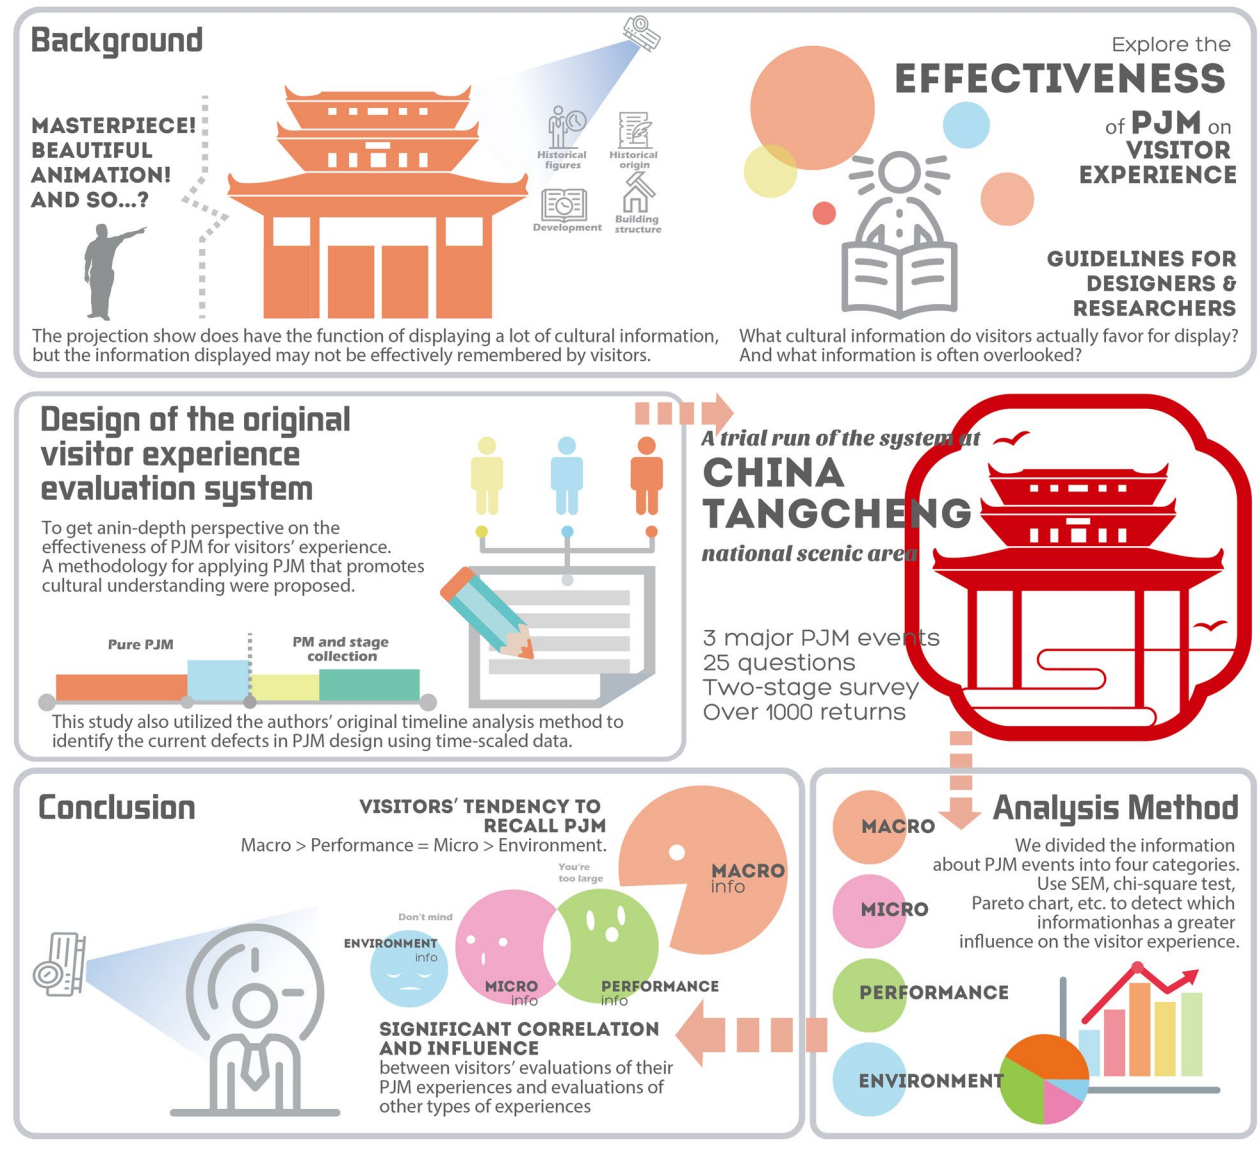 Background
MASTERPIECE!
BEAUTIFUL
ANIMATION!
AND SO...?
Historical
figures
Historical
origin
Development
Building
structure
The projection show does have the function of displaying a lot of cultural information,
but the information displayed may not be effectively remembered by visitors.
Explore the
EFFECTIVENESS
of PJM on
VISITOR
EXPERIENCE
GUIDELINES FOR
DESIGNERS &
RESEARCHERS
What cultural information do visitors actually favor for display?
And what information is often overlooked?
Design of the original
visitor experience
evaluation system
To get anin-depth perspective on the
effectiveness of PJM for visitors' experience.
A methodology for applying PJM that promotes
cultural understanding were proposed.
Pure PJM
PM and stage
collection
This study also utilized the authors' original timeline analysis method to
identify the current defects in PJM design using time-scaled data.
A trial run of the system at
CHINA
TANGCHENG
national scenic area
3 major PJM events
25 questions
Two-stage survey
Over 1000 returns
Analysis Method
We divided the information
about PJM events into four categories.
Use SEM, chi-square test,
Pareto chart, etc. to detect which
informationhas a greater
influence on the visitor experience.
MACRO
MICRO
PERFORMANCE
ENVIRONMENT
Conclusion
VISITORS' TENDENCY TO
RECALL PJM
Macro > Performance = Micro > Environment.
You're
too large
MACRO
info
Don't mind
ENVIRONMENT
info
MICRO
info
PERFORMANCE
info
SIGNIFICANT CORRELATION
AND INFLUENCE
between visitors' evaluations of their
PJM experiences and evaluations of
other types of experiences